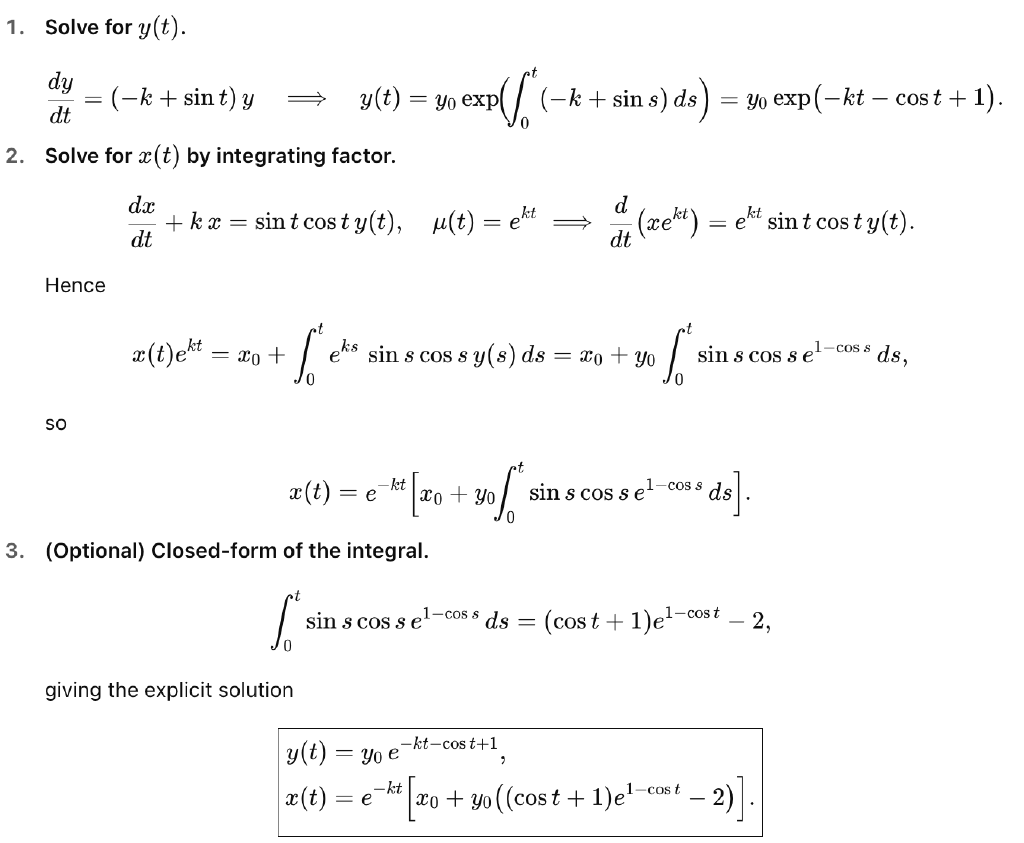 1. Solve for y(t).
dy/dt = (−k + sin t) y ⟹ y(t) = y₀ exp(∫₀ᵗ (−k + sin s) ds) = y₀ exp(−kt − cos t + 1).
2. Solve for x(t) by integrating factor.
dx/dt + k x = sin t cos t y(t), μ(t) = e^{kt} ⟹ d/dt (xe^{kt}) = e^{kt} sin t cos t y(t).
Hence
x(t)e^{kt} = x₀ + ∫₀ᵗ e^{ks} sin s cos s y(s) ds = x₀ + y₀ ∫₀ᵗ sin s cos s e^{1−cos s} ds,
so
x(t) = e^{−kt} [x₀ + y₀ ∫₀ᵗ sin s cos s e^{1−cos s} ds].
3. (Optional) Closed-form of the integral.
∫₀ᵗ sin s cos s e^{1−cos s} ds = (cos t + 1)e^{1−cos t} − 2,
giving the explicit solution
y(t) = y₀ e^{−kt−cos t+1},
x(t) = e^{−kt} [x₀ + y₀((cos t + 1)e^{1−cos t} − 2)].